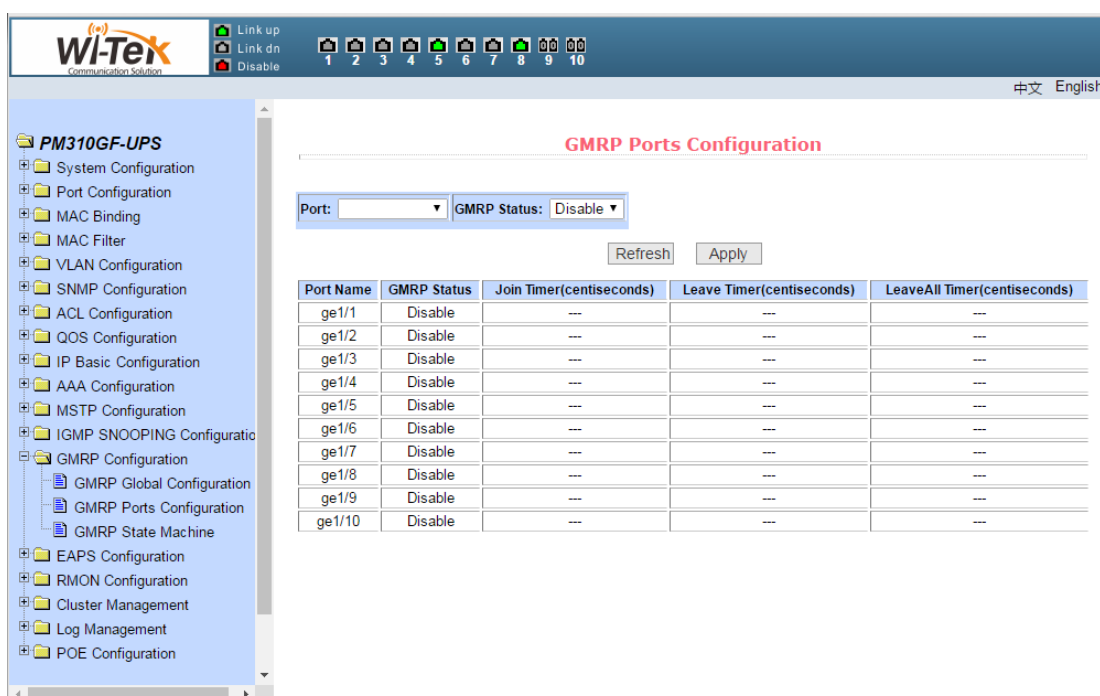 Wi-Tek
Communication Solution
Link up
Link dn
Disable
1 2 3 4 5 6 7 8 9 10
中文 English
PM310GF-UPS
System Configuration
Port Configuration
MAC Binding
MAC Filter
VLAN Configuration
SNMP Configuration
ACL Configuration
QOS Configuration
IP Basic Configuration
AAA Configuration
MSTP Configuration
IGMP SNOOPING Configuratio
GMRP Configuration
GMRP Global Configuration
GMRP Ports Configuration
GMRP State Machine
EAPS Configuration
RMON Configuration
Cluster Management
Log Management
POE Configuration
GMRP Ports Configuration
Port: GMRP Status: Disable
Refresh Apply
Port Name GMRP Status Join Timer(centiseconds) Leave Timer(centiseconds) LeaveAll Timer(centiseconds)
ge1/1 Disable --- --- ---
ge1/2 Disable --- --- ---
ge1/3 Disable --- --- ---
ge1/4 Disable --- --- ---
ge1/5 Disable --- --- ---
ge1/6 Disable --- --- ---
ge1/7 Disable --- --- ---
ge1/8 Disable --- --- ---
ge1/9 Disable --- --- ---
ge1/10 Disable --- --- ---